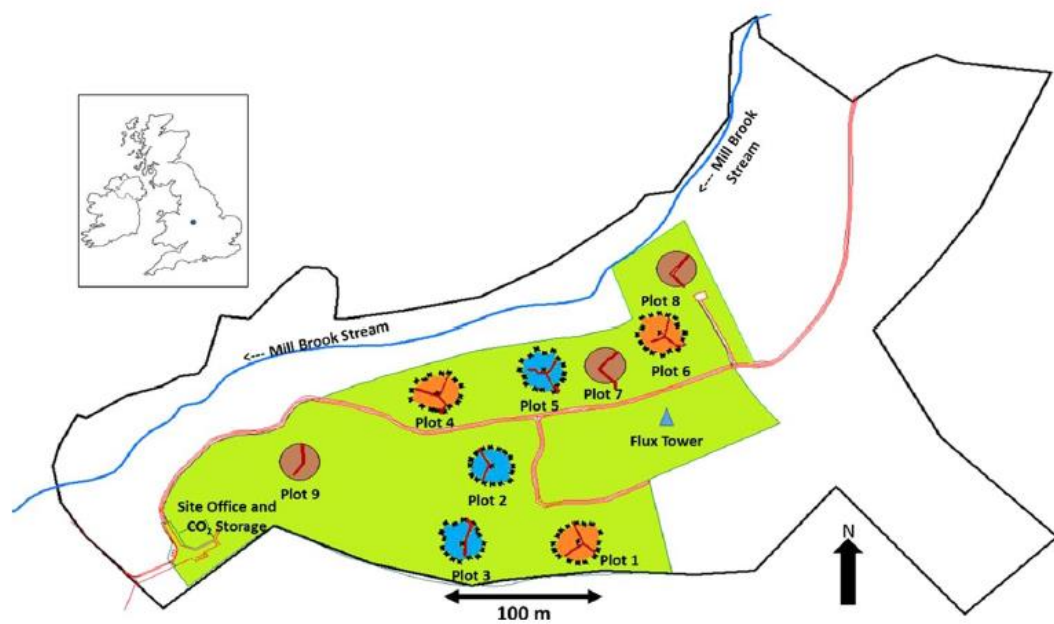 <--- Mill Brook
Stream
<--- Mill Brook Stream
Plot 8
Plot 6
Plot 5
Plot 7
Plot 4
Flux Tower
Plot 9
Plot 2
Site Office and
CO₂ Storage
Plot 3
Plot 1
N
100 m